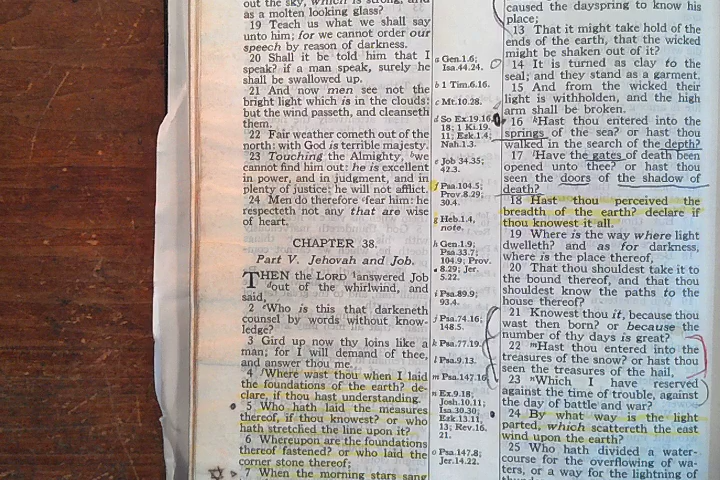 out the sky, which is strong, and
as a molten looking glass?
19 Teach us what we shall say
unto him; for we cannot order our
speech by reason of darkness.
20 Shall it be told him that I
speak? if a man speak, surely he
shall be swallowed up.
21 And now men see not the
bright light which is in the clouds:
but the wind passeth, and cleanseth
them.
22 Fair weather cometh out of the
north: with God is terrible majesty.
23 Touching the Almighty, we
cannot find him out: he is excellent
in power, and in judgment, and in
plenty of justice: he will not afflict.
24 Men do therefore fear him: he
respecteth not any that are wise
of heart.
CHAPTER 38.
Part V. Jehovah and Job.
THEN the LORD answered Job
out of the whirlwind, and
said,
2 Who is this that darkeneth
counsel by words without know-
ledge?
3 Gird up now thy loins like a
man; for I will demand of thee,
and answer thou me.
4 Where wast thou when I laid
the foundations of the earth? de-
clare, if thou hast understanding.
5 Who hath laid the measures
thereof, if thou knowest? or who
hath stretched the line upon it?
6 Whereupon are the foundations
thereof fastened? or who laid the
corner stone thereof;
7 When the morning stars sang
a Gen.1.6;
Isa.44.24.
b 1 Tim.6.16.
c Mt.10.28.
d So Ex.19.16,
18; 1 Ki.19.
11; Ezk.1.4;
Nah.1.3.
e Job 34.35;
42.3.
f Psa.104.5;
Prov.8.29;
30.4.
g Heb.1.4,
note.
h Gen.1.9;
Psa.33.7;
104.9; Prov.
8.29; Jer.
5.22.
i Psa.89.9;
93.4.
j Psa.74.16;
148.5.
k Psa.77.19.
l Psa.9.13.
m Psa.147.16.
n Ex.9.18;
Josh.10.11;
Isa.30.30;
Ezk.13.11,
13; Rev.16.
21.
o Psa.147.8;
Jer.14.22.
caused the dayspring to know his
place;
13 That it might take hold of the
ends of the earth, that the wicked
might be shaken out of it?
14 It is turned as clay to the
seal; and they stand as a garment.
15 And from the wicked their
light is withholden, and the high
arm shall be broken.
16 kHast thou entered into the
springs of the sea? or hast thou
walked in the search of the depth?
17 lHave the gates of death been
opened unto thee? or hast thou
seen the doors of the shadow of
death?
18 Hast thou perceived the
breadth of the earth? declare if
thou knowest it all.
19 Where is the way where light
dwelleth? and as for darkness,
where is the place thereof,
20 That thou shouldest take it to
the bound thereof, and that thou
shouldest know the paths to the
house thereof?
21 Knowest thou it, because thou
wast then born? or because the
number of thy days is great?
22 mHast thou entered into the
treasures of the snow? or hast thou
seen the treasures of the hail,
23 nWhich I have reserved
against the time of trouble, against
the day of battle and war?
24 By what way is the light
parted, which scattereth the east
wind upon the earth?
25 Who hath divided a water-
course for the overflowing of wa-
ters, or a way for the lightning of